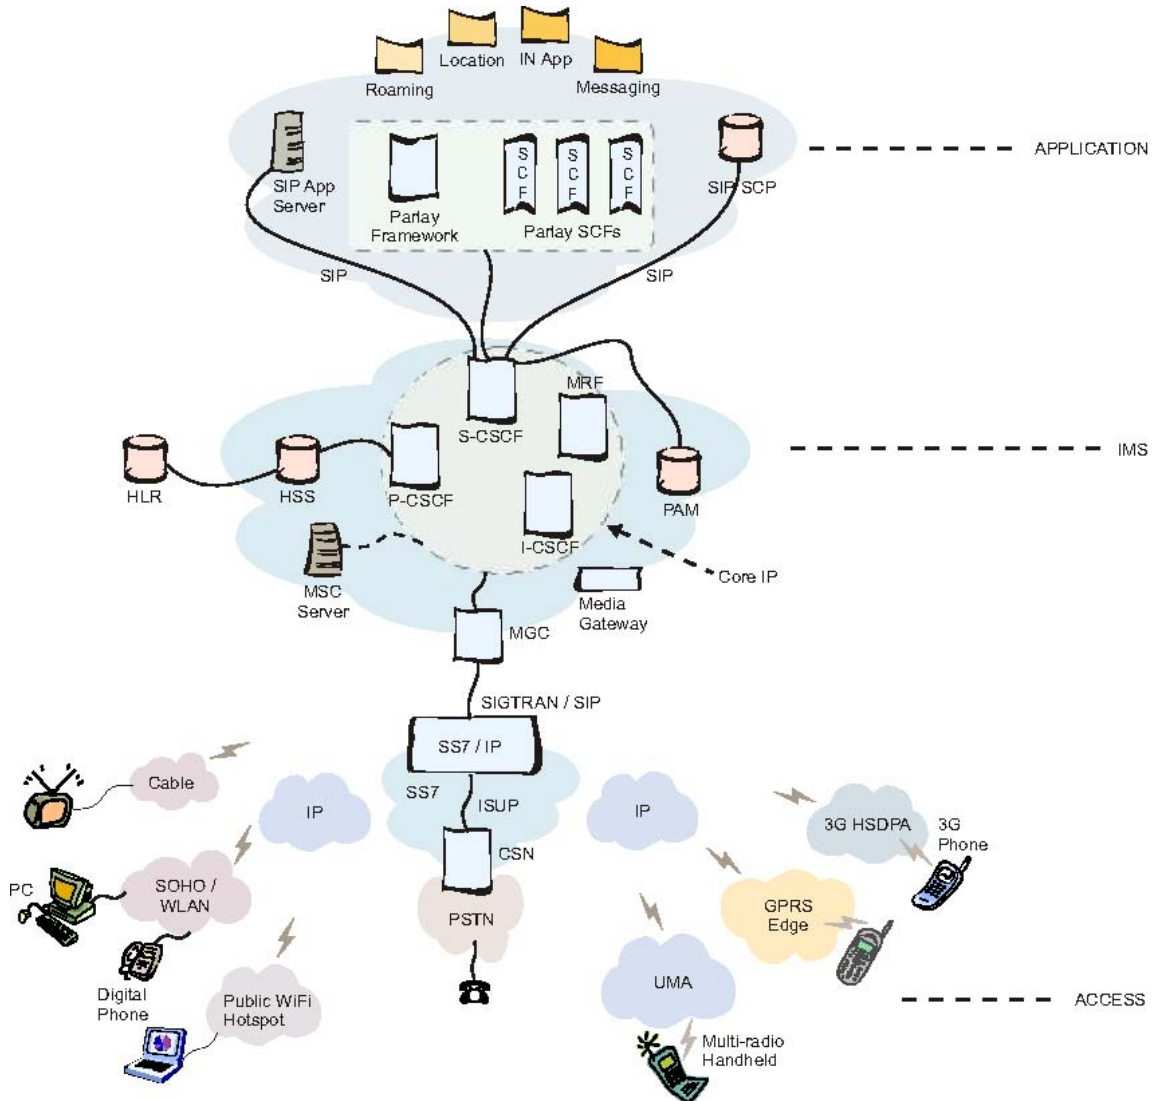 Roaming
Location
IN App
Messaging
SIP App
Server
Parlay
Framework
S
C
F
S
C
F
S
C
F
Parlay SCFs
SIP SCP
APPLICATION
SIP
SIP
S-CSCF
MRF
HLR
HSS
P-CSCF
I-CSCF
PAM
IMS
MSC
Server
Media
Gateway
Core IP
MGC
SIGTRAN / SIP
SS7 / IP
SS7
ISUP
CSN
PSTN
Cable
IP
PC
SOHO /
WLAN
Digital
Phone
Public WiFi
Hotspot
IP
3G HSDPA
3G
Phone
GPRS
Edge
UMA
Multi-radio
Handheld
ACCESS